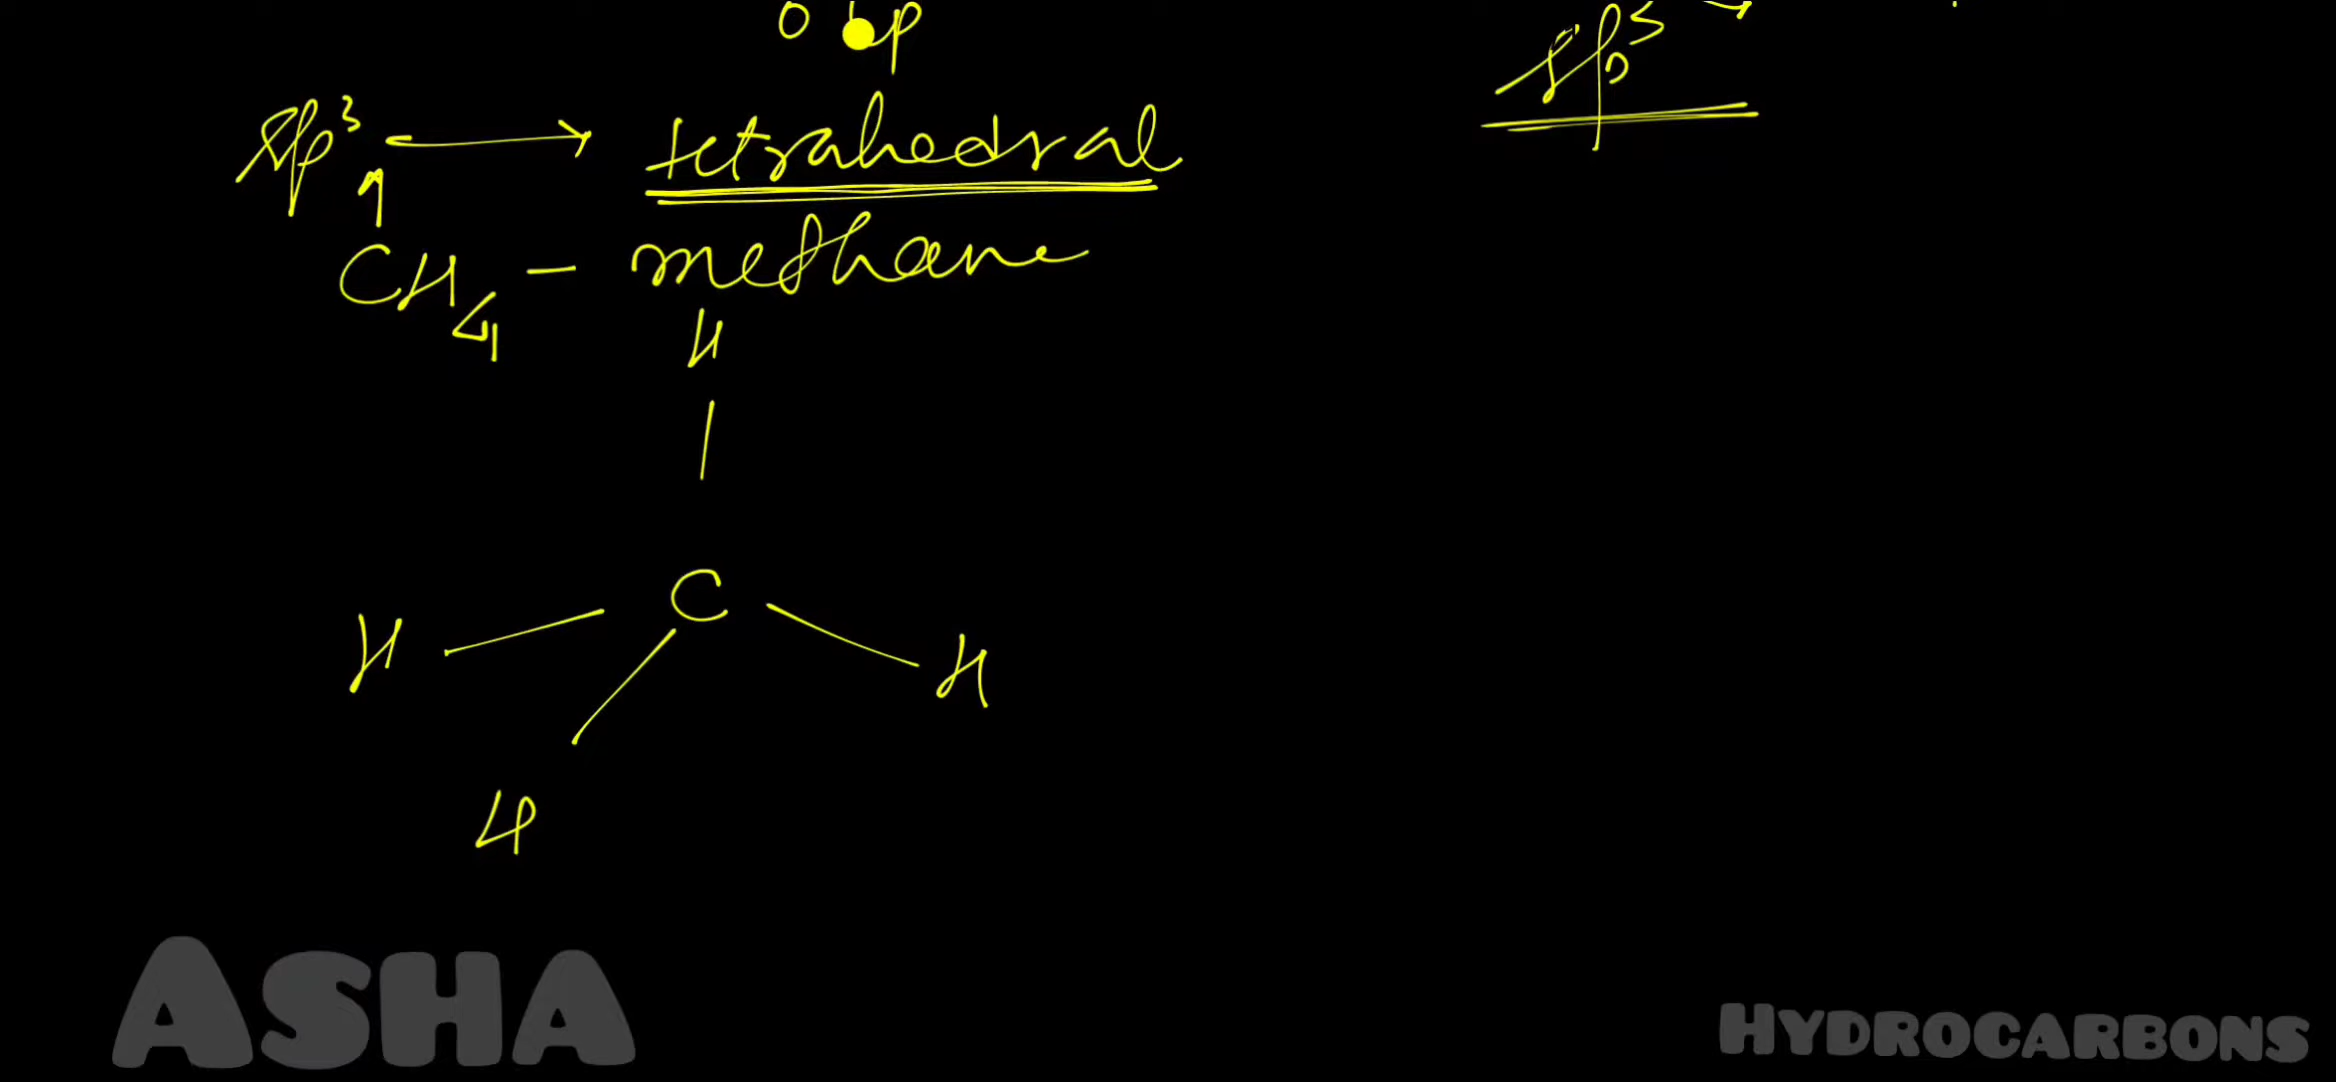 sp³
sp³ → tetrahedral
CH₄ - methane
H
C
H H
H
ASHA
HYDROCARBONS